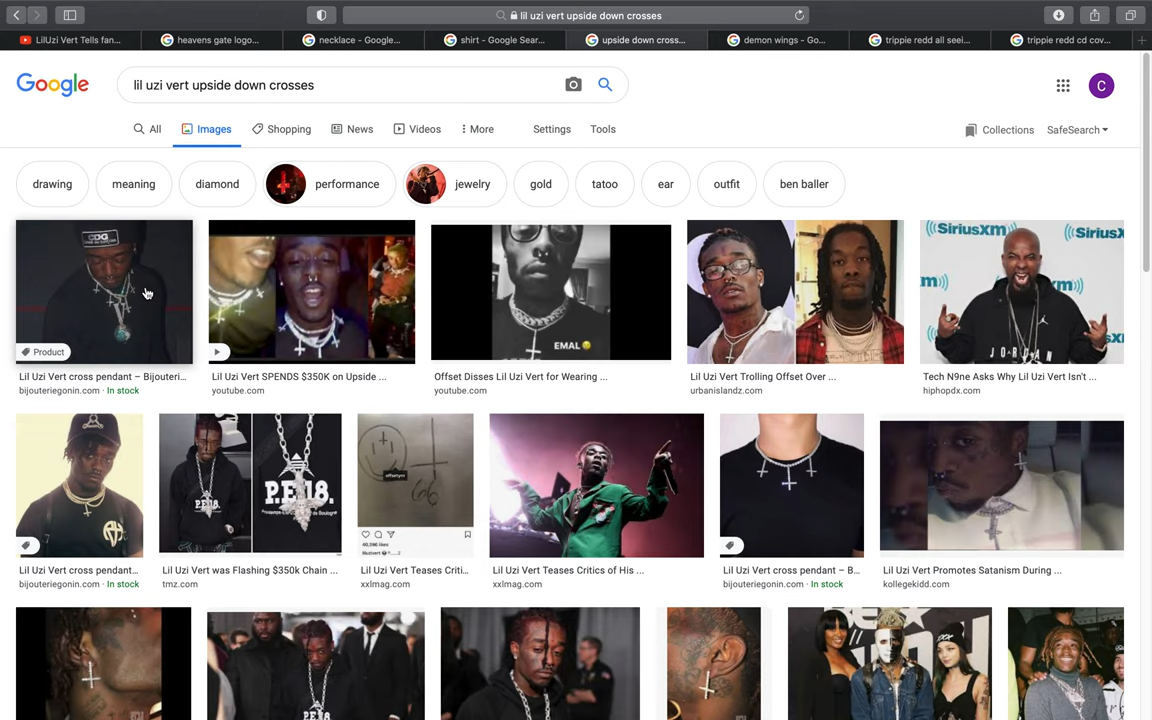 lil uzi vert upside down crosses
LilUzi Vert Tells fan...
heavens gate logo...
necklace - Google...
shirt - Google Sear...
upside down cross...
demon wings - Go...
trippie redd all seei...
trippie redd cd cov...
Google
lil uzi vert upside down crosses
C
All
Images
Shopping
News
Videos
More
Settings
Tools
Collections
SafeSearch
drawing
meaning
diamond
performance
jewelry
gold
tatoo
ear
outfit
ben baller
CDG
EMAL
SiriusXM
JORDAN
Product
Lil Uzi Vert cross pendant – Bijouteri...
bijouteriegonin.com · In stock
Lil Uzi Vert SPENDS $350K on Upside ...
youtube.com
Offset Disses Lil Uzi Vert for Wearing ...
youtube.com
Lil Uzi Vert Trolling Offset Over ...
urbanislandz.com
Tech N9ne Asks Why Lil Uzi Vert Isn't ...
hiphopdx.com
66
Lil Uzi Vert cross pendant...
bijouteriegonin.com · In stock
Lil Uzi Vert was Flashing $350k Chain ...
tmz.com
Lil Uzi Vert Teases Criti...
xxlmag.com
Lil Uzi Vert Teases Critics of His ...
xxlmag.com
Lil Uzi Vert cross pendant – B...
bijouteriegonin.com · In stock
Lil Uzi Vert Promotes Satanism During ...
kollegekidd.com